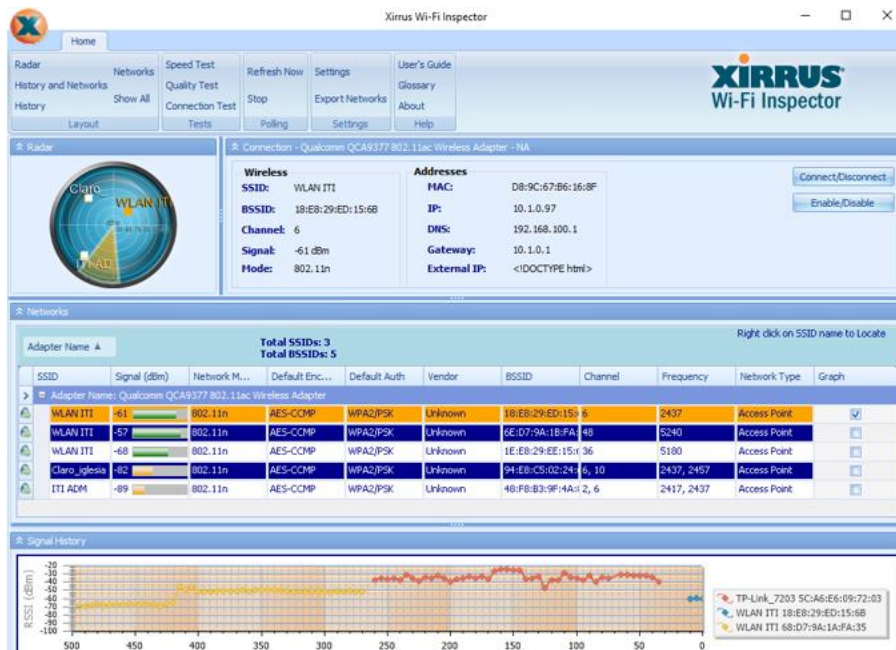 Xirrus Wi-Fi Inspector
Home
Radar
History and Networks
History
Networks
Show All
Layout
Speed Test
Quality Test
Connection Test
Tests
Refresh Now
Stop
Polling
Settings
Export Networks
Settings
User's Guide
Glossary
About
Help
XIRRUS
Wi-Fi Inspector
Radar
Claro_
WLAN ITI
ITI AD
Connection - Qualcomm QCA9377 802.11ac Wireless Adapter - NA
Wireless
SSID: WLAN ITI
BSSID: 18:E8:29:ED:15:6B
Channel: 6
Signal: -61 dBm
Mode: 802.11n
Addresses
MAC: D8:9C:67:B6:16:8F
IP: 10.1.0.97
DNS: 192.168.100.1
Gateway: 10.1.0.1
External IP: <!DOCTYPE html>
Connect/Disconnect
Enable/Disable
Networks
Adapter Name
Total SSIDs: 3
Total BSSIDs: 5
Right click on SSID name to Locate
SSID Signal (dBm) Network M... Default Enc... Default Auth Vendor BSSID Channel Frequency Network Type Graph
Adapter Name: Qualcomm QCA9377 802.11ac Wireless Adapter
WLAN ITI -61 802.11n AES-CCMP WPA2/PSK Unknown 18:E8:29:ED:15: 6 2437 Access Point
WLAN ITI -57 802.11n AES-CCMP WPA2/PSK Unknown 6E:D7:9A:1B:FA: 48 5240 Access Point
WLAN ITI -68 802.11n AES-CCMP WPA2/PSK Unknown 1E:E8:29:EE:15: 36 5180 Access Point
Claro_iglesia -82 802.11n AES-CCMP WPA2/PSK Unknown 94:E8:C5:02:24: 6, 10 2437, 2457 Access Point
ITI ADM -89 802.11n AES-CCMP WPA2/PSK Unknown 48:F8:B3:9F:4A: 2, 6 2417, 2437 Access Point
Signal History
RSSI (dBm)
-20
-30
-40
-50
-60
-70
-80
-90
-100
500 450 400 350 300 250 200 150 100 50 0
TP-Link_7203 5C:A6:E6:09:72:03
WLAN ITI 18:E8:29:ED:15:6B
WLAN ITI 68:D7:9A:1A:FA:35